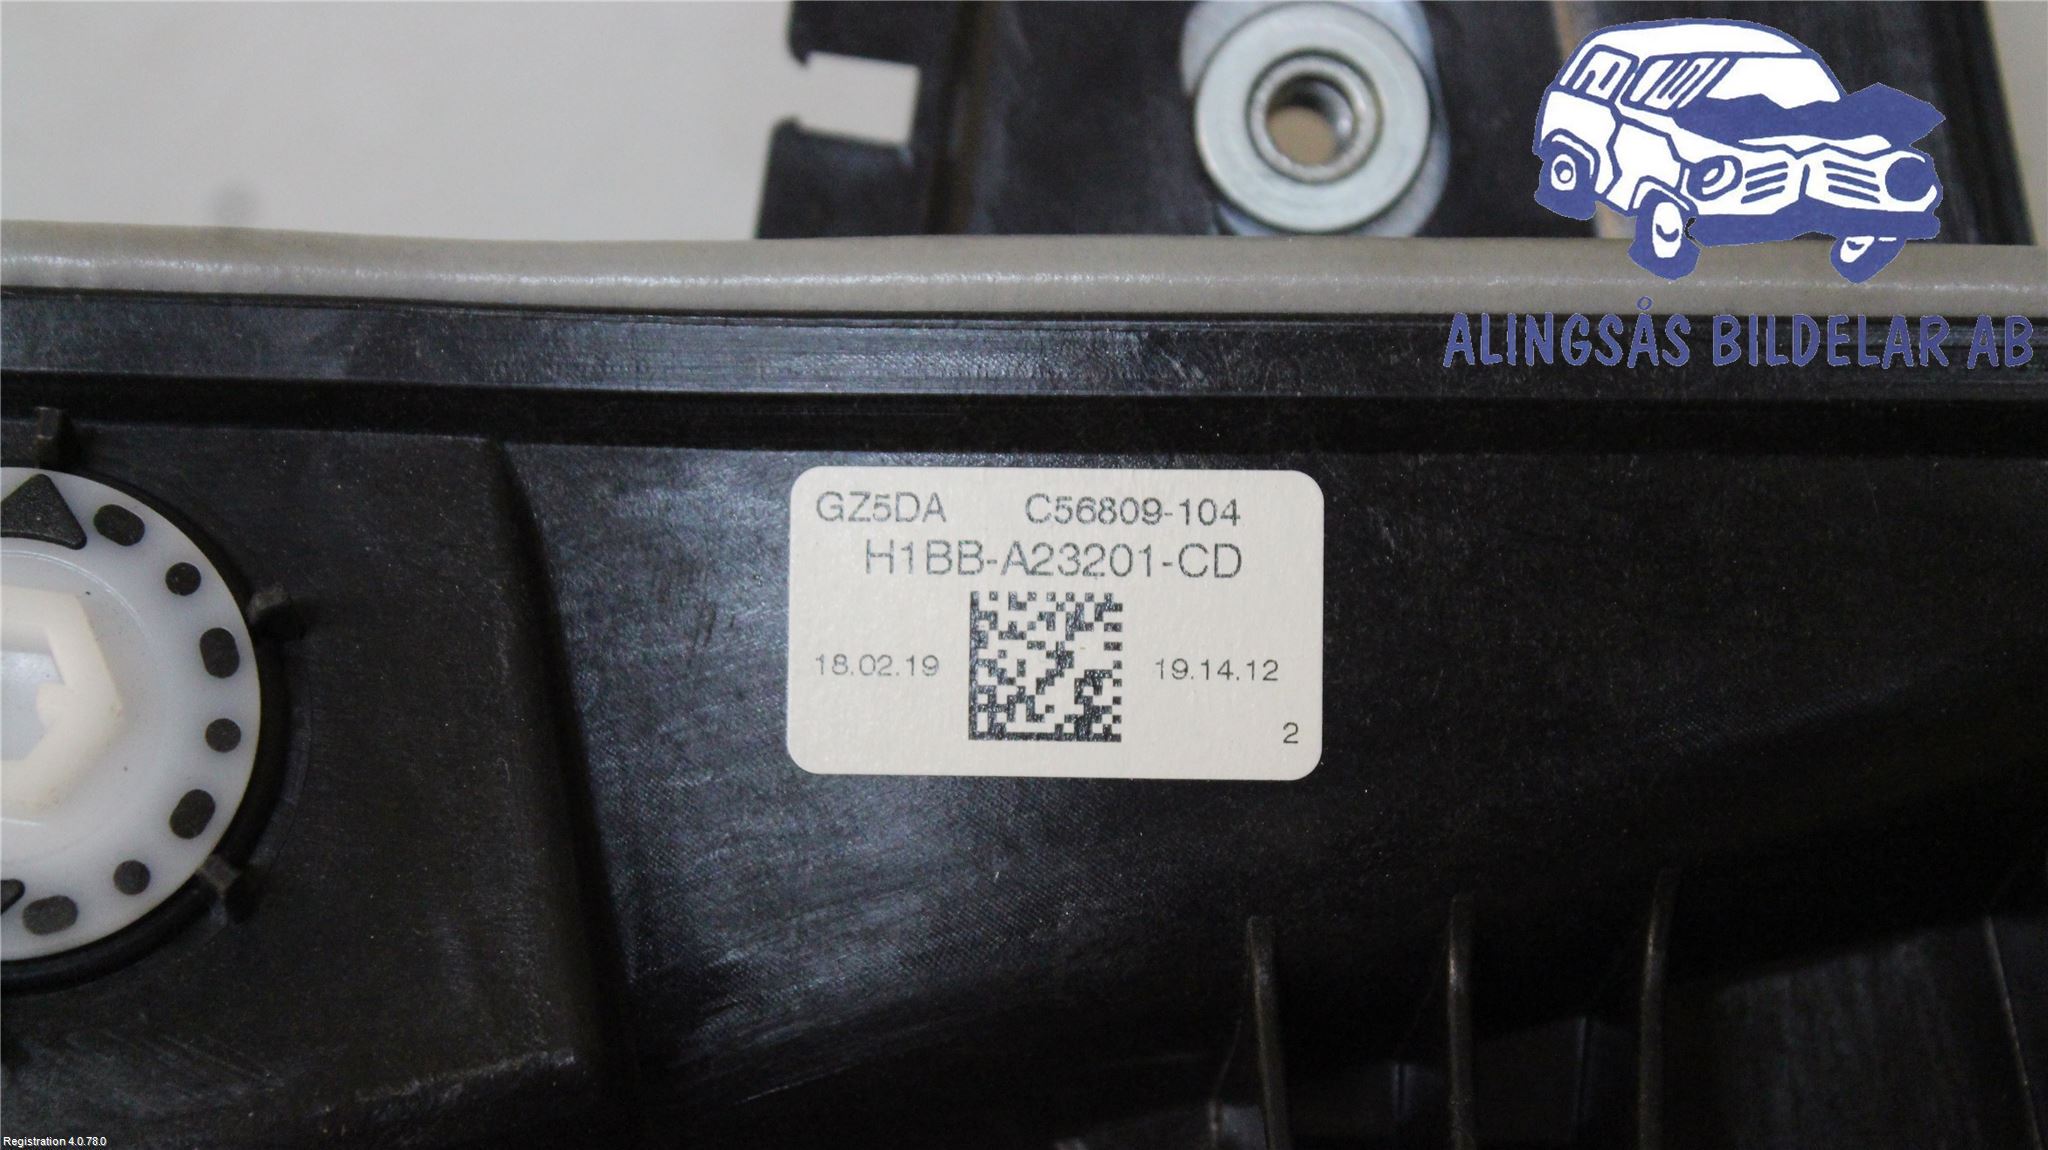 ALINGSÅS BILDELAR AB
GZ5DA C56809-104
H1BB-A23201-CD
18.02.19 19.14.12
2
Registration 4.0.78.0